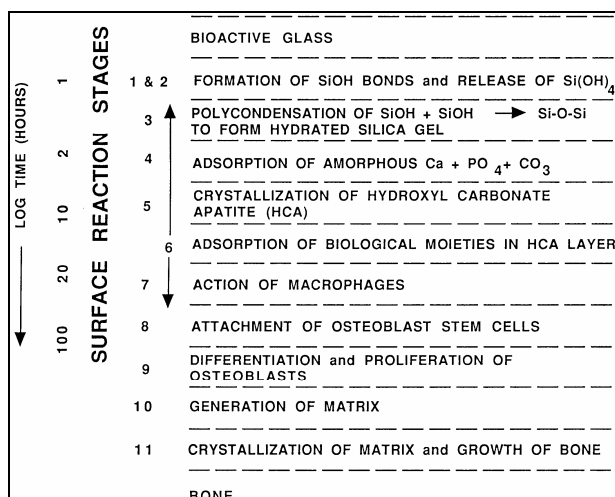 BIOACTIVE GLASS
LOG TIME (HOURS)
1
2
10
20
100
SURFACE REACTION STAGES
1 & 2 FORMATION OF SiOH BONDS and RELEASE OF Si(OH)4
3 POLYCONDENSATION OF SiOH + SiOH → Si-O-Si
TO FORM HYDRATED SILICA GEL
4 ADSORPTION OF AMORPHOUS Ca + PO4 + CO3
5 CRYSTALLIZATION OF HYDROXYL CARBONATE
APATITE (HCA)
6 ADSORPTION OF BIOLOGICAL MOIETIES IN HCA LAYER
7 ACTION OF MACROPHAGES
8 ATTACHMENT OF OSTEOBLAST STEM CELLS
9 DIFFERENTIATION and PROLIFERATION OF
OSTEOBLASTS
10 GENERATION OF MATRIX
11 CRYSTALLIZATION OF MATRIX and GROWTH OF BONE
BONE